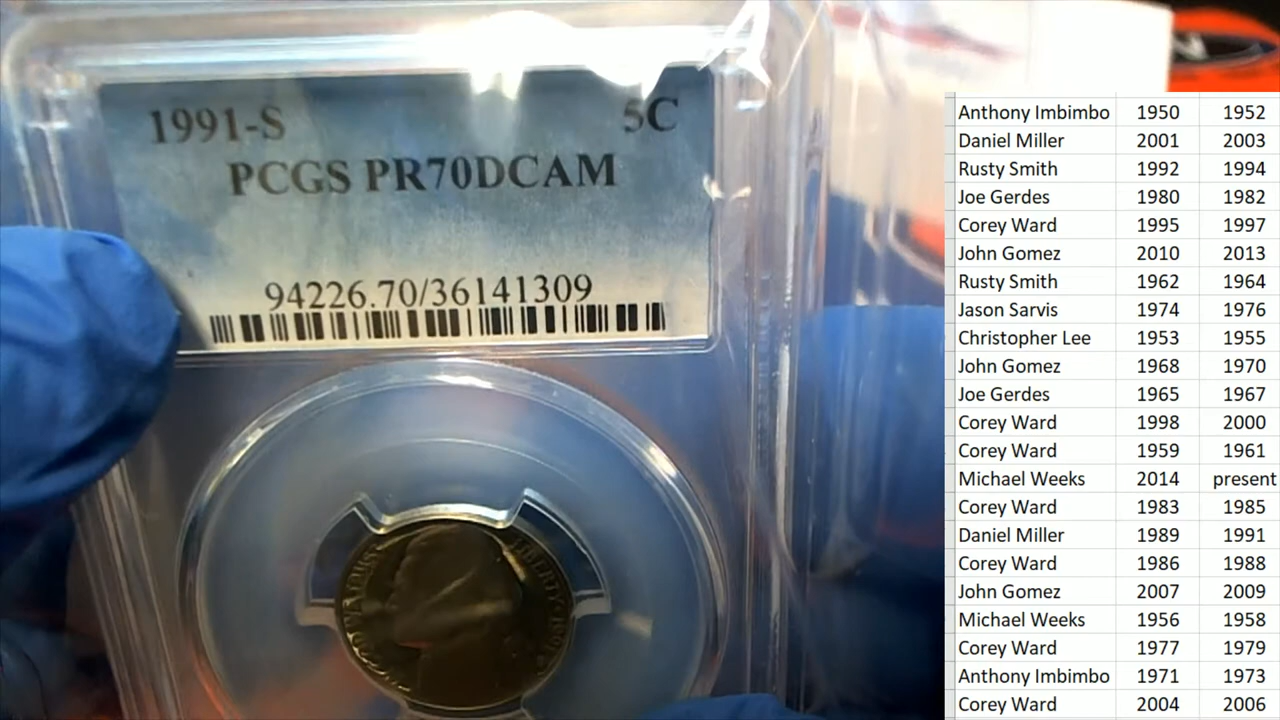 1991-S 5C
PCGS PR70DCAM
94226.70/36141309
Anthony Imbimbo 1950 1952
Daniel Miller 2001 2003
Rusty Smith 1992 1994
Joe Gerdes 1980 1982
Corey Ward 1995 1997
John Gomez 2010 2013
Rusty Smith 1962 1964
Jason Sarvis 1974 1976
Christopher Lee 1953 1955
John Gomez 1968 1970
Joe Gerdes 1965 1967
Corey Ward 1998 2000
Corey Ward 1959 1961
Michael Weeks 2014 present
Corey Ward 1983 1985
Daniel Miller 1989 1991
Corey Ward 1986 1988
John Gomez 2007 2009
Michael Weeks 1956 1958
Corey Ward 1977 1979
Anthony Imbimbo 1971 1973
Corey Ward 2004 2006